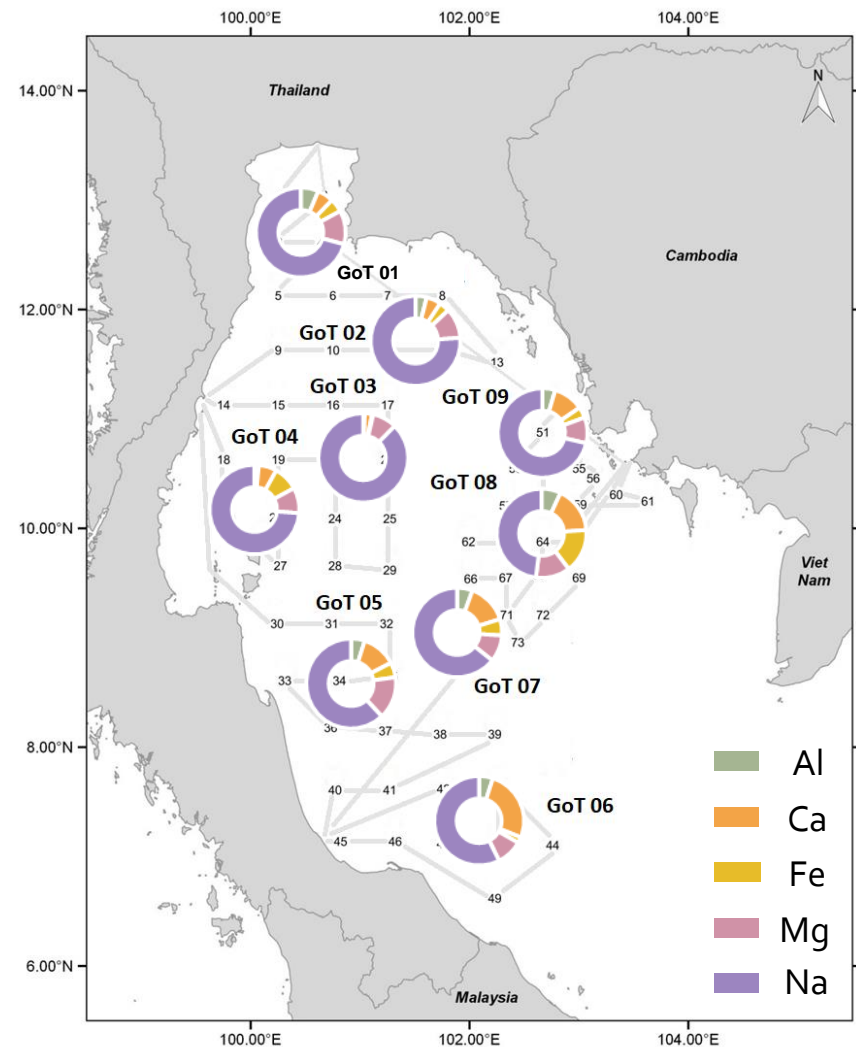 100.00°E 102.00°E 104.00°E
14.00°N
Thailand
N
Cambodia
GoT 01
5 6 7 8
12.00°N
GoT 02
9 10
13
GoT 03
GoT 09
14 15 16 17
GoT 04
51
18 19
55
GoT 08
56
60 61
59
24 25
10.00°N
62 64
27 28 29
66 67 69
Viet
Nam
GoT 05
71 72
30 31 32
73
33 34
GoT 07
36 37 38 39
8.00°N
Al
40 41
GoT 06
Ca
45 46 44
Fe
49
Mg
6.00°N
Na
Malaysia
100.00°E 102.00°E 104.00°E